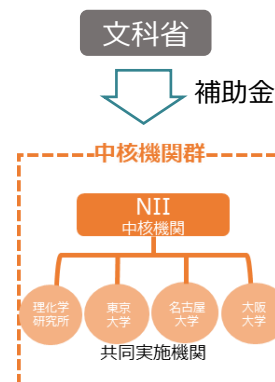 文科省
補助金
中核機関群
NII
中核機関
理化学
研究所
東京
大学
名古屋
大学
大阪
大学
共同実施機関